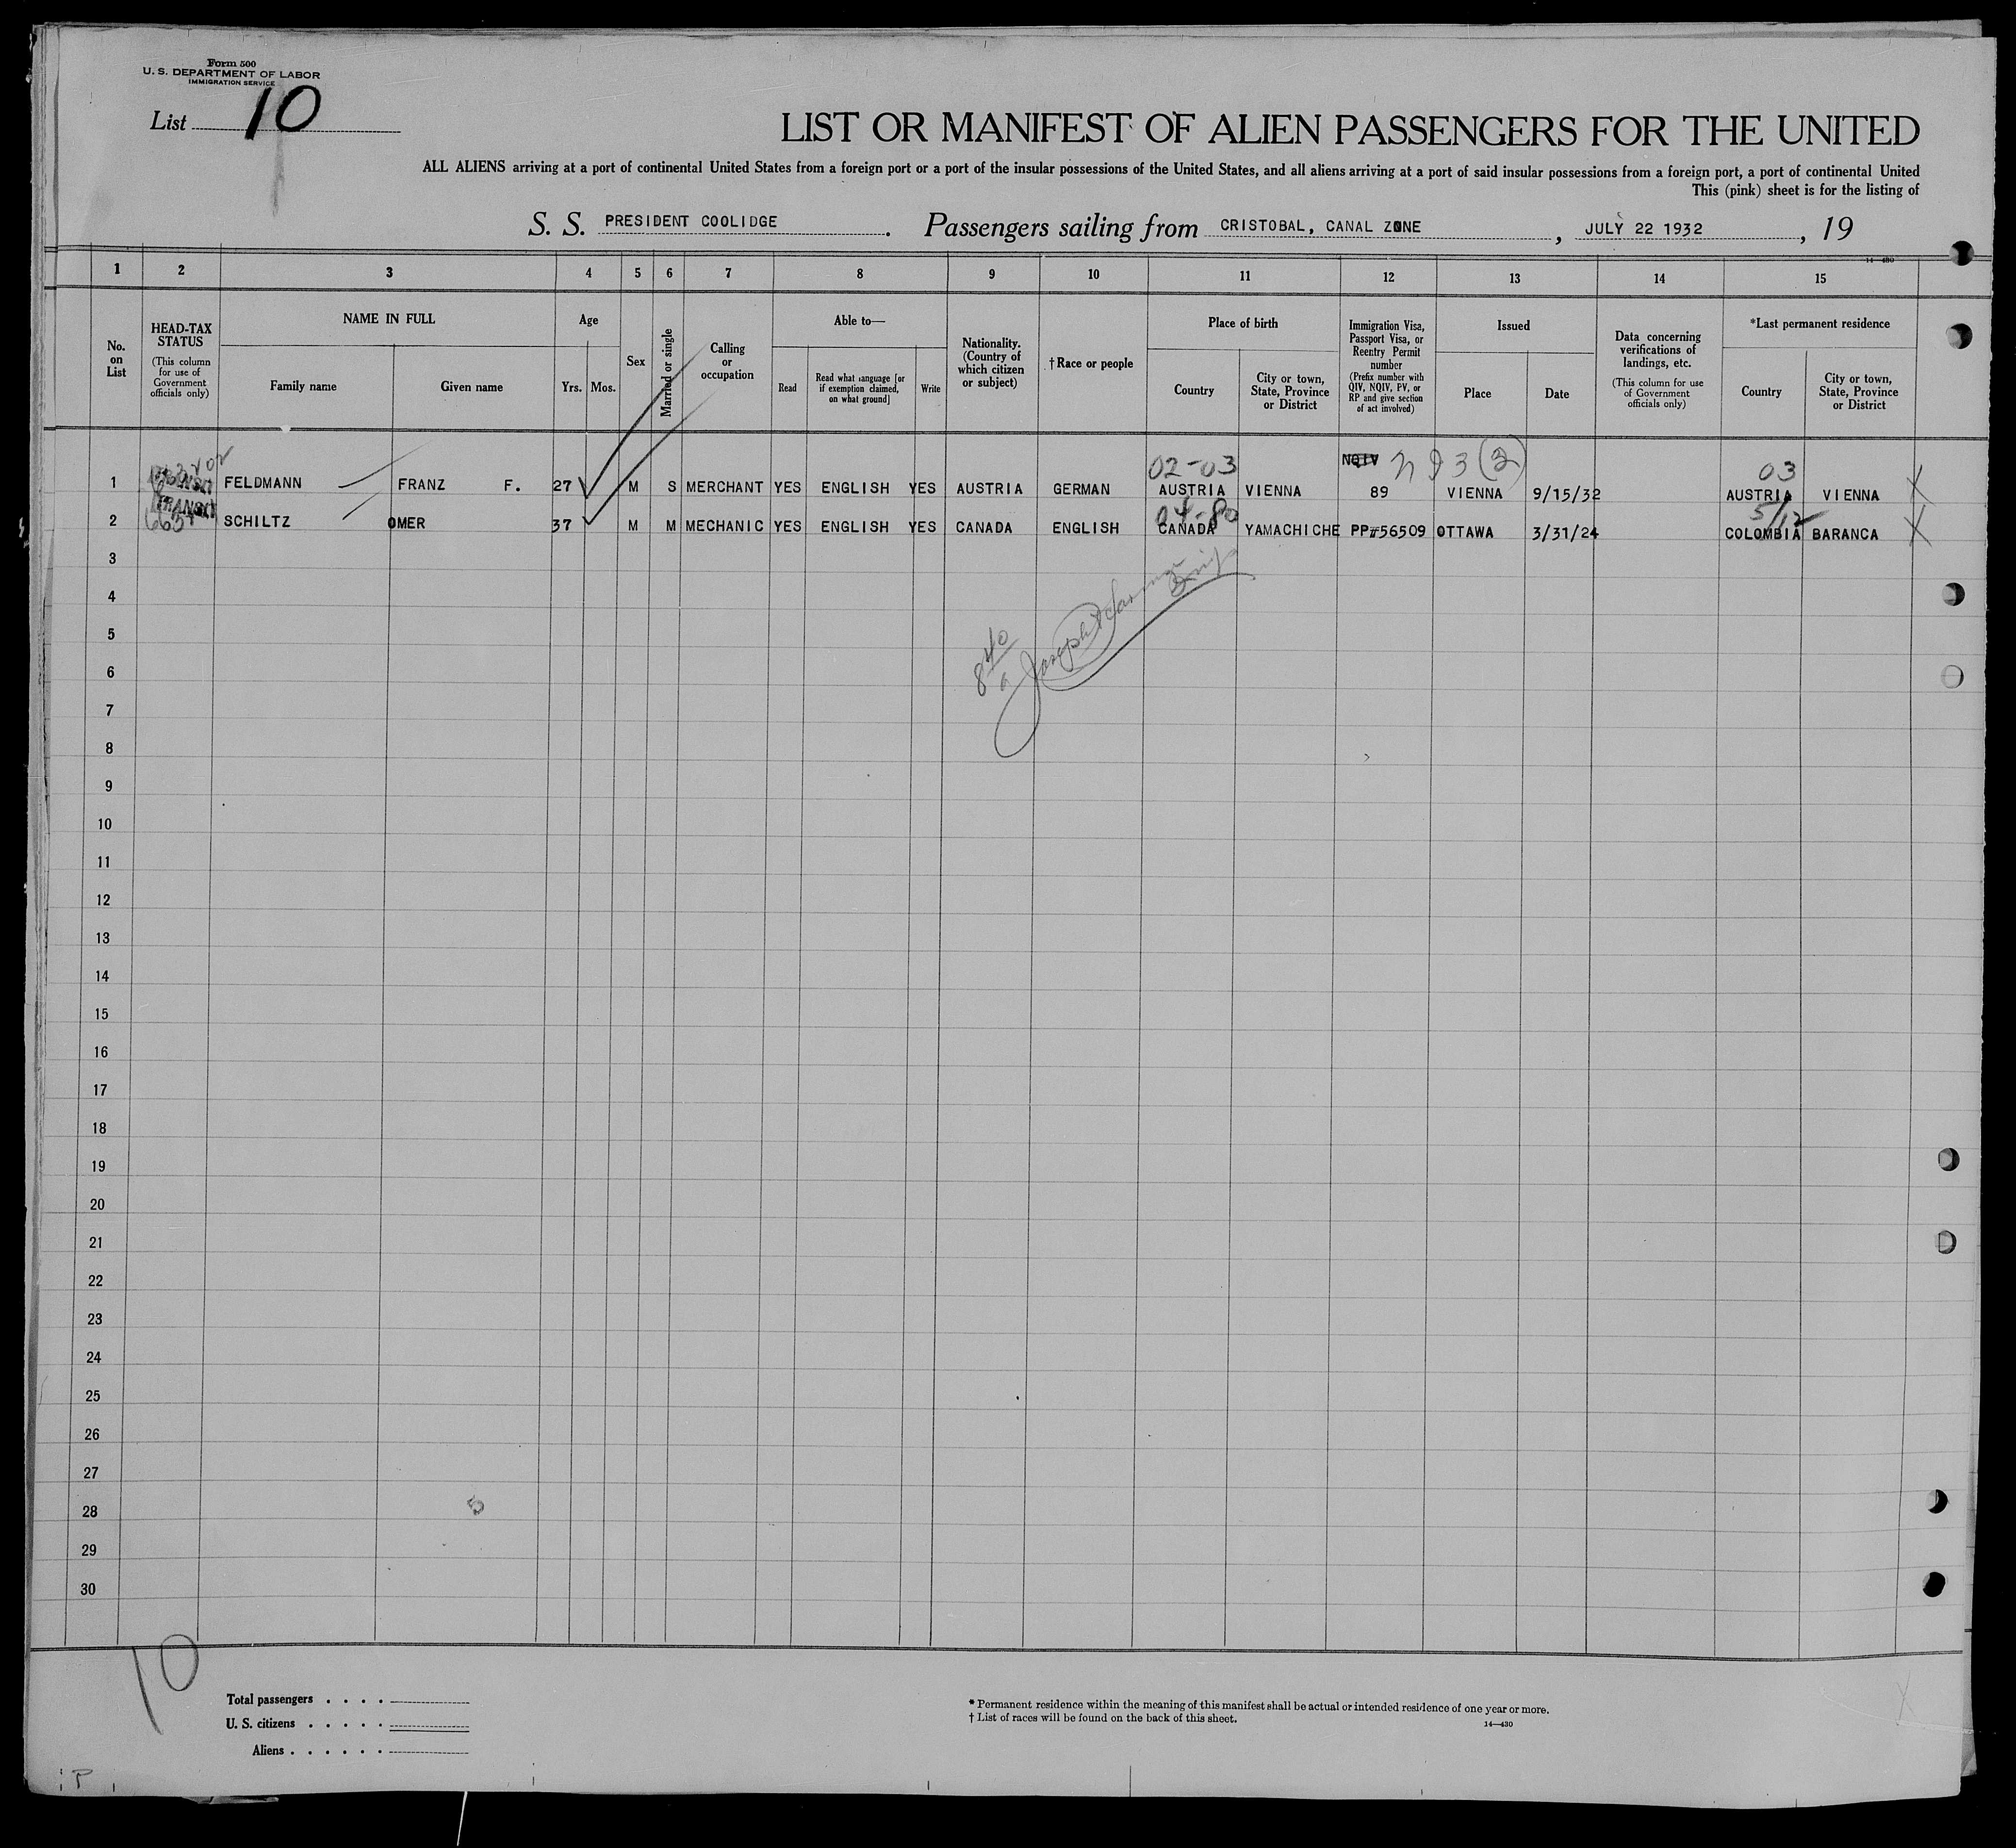 Form 500
U. S. DEPARTMENT OF LABOR
IMMIGRATION SERVICE
List 10
LIST OR MANIFEST OF ALIEN PASSENGERS FOR THE UNITED
ALL ALIENS arriving at a port of continental United States from a foreign port or a port of the insular possessions of the United States, and all aliens arriving at a port of said insular possessions from a foreign port, a port of continental United
This (pink) sheet is for the listing of
S. S. PRESIDENT COOLIDGE. Passengers sailing from CRISTOBAL, CANAL ZONE, JULY 22 1932, 19
14—430
1 2 3 4 5 6 7 8 9 10 11 12 13 14 15
No. on List
HEAD-TAX STATUS
(This column for use of Government officials only)
NAME IN FULL
Family name
Given name
Age
Yrs.
Mos.
Sex
Married or single
Calling or occupation
Able to—
Read
Read what language [or if exemption claimed, on what ground]
Write
Nationality. (Country of which citizen or subject)
†Race or people
Place of birth
Country
City or town, State, Province or District
Immigration Visa, Passport Visa, or Reentry Permit number
(Prefix number with QIV, NQIV, PV, or RP and give section of act involved)
Issued
Place
Date
Data concerning verifications of landings, etc.
(This column for use of Government officials only)
*Last permanent residence
Country
City or town, State, Province or District
02-03 NQIV 3 (2) 03
1 TRANSIT FELDMANN FRANZ F. 27 M S MERCHANT YES ENGLISH YES AUSTRIA GERMAN AUSTRIA VIENNA 89 VIENNA 9/15/32 AUSTRIA VIENNA X
04-80 5/12
2 TRANSIT SCHILTZ OMER 37 M M MECHANIC YES ENGLISH YES CANADA ENGLISH CANADA YAMACHICHE PP#56509 OTTAWA 3/31/24 COLOMBIA BARANCA X
3
4
5
840 Joseph
6
7
8
9
10
11
12
13
14
15
16
17
18
19
20
21
22
23
24
25
26
27
28
29
30
10
Total passengers . . . .
U. S. citizens . . . . .
Aliens . . . . . .
* Permanent residence within the meaning of this manifest shall be actual or intended residence of one year or more.
† List of races will be found on the back of this sheet.
14—430
P